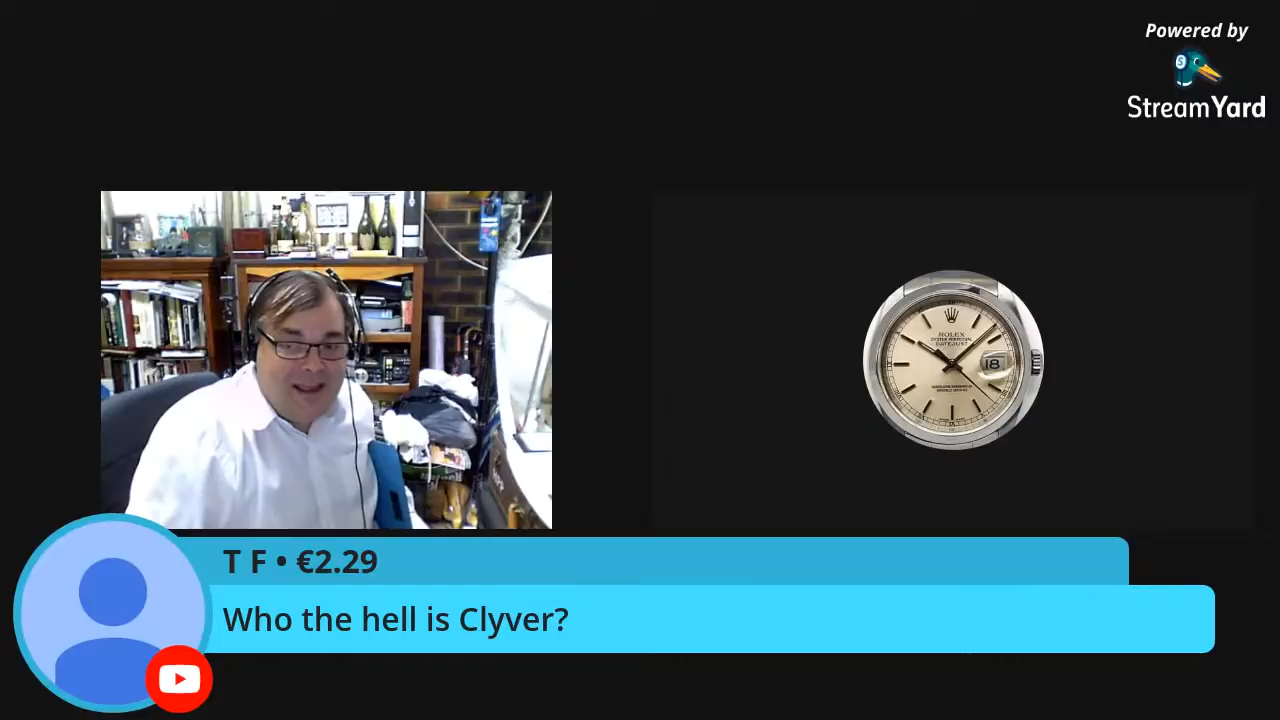 Powered by
StreamYard
ROLEX
OYSTER PERPETUAL
DATEJUST
18
T F • €2.29
Who the hell is Clyver?